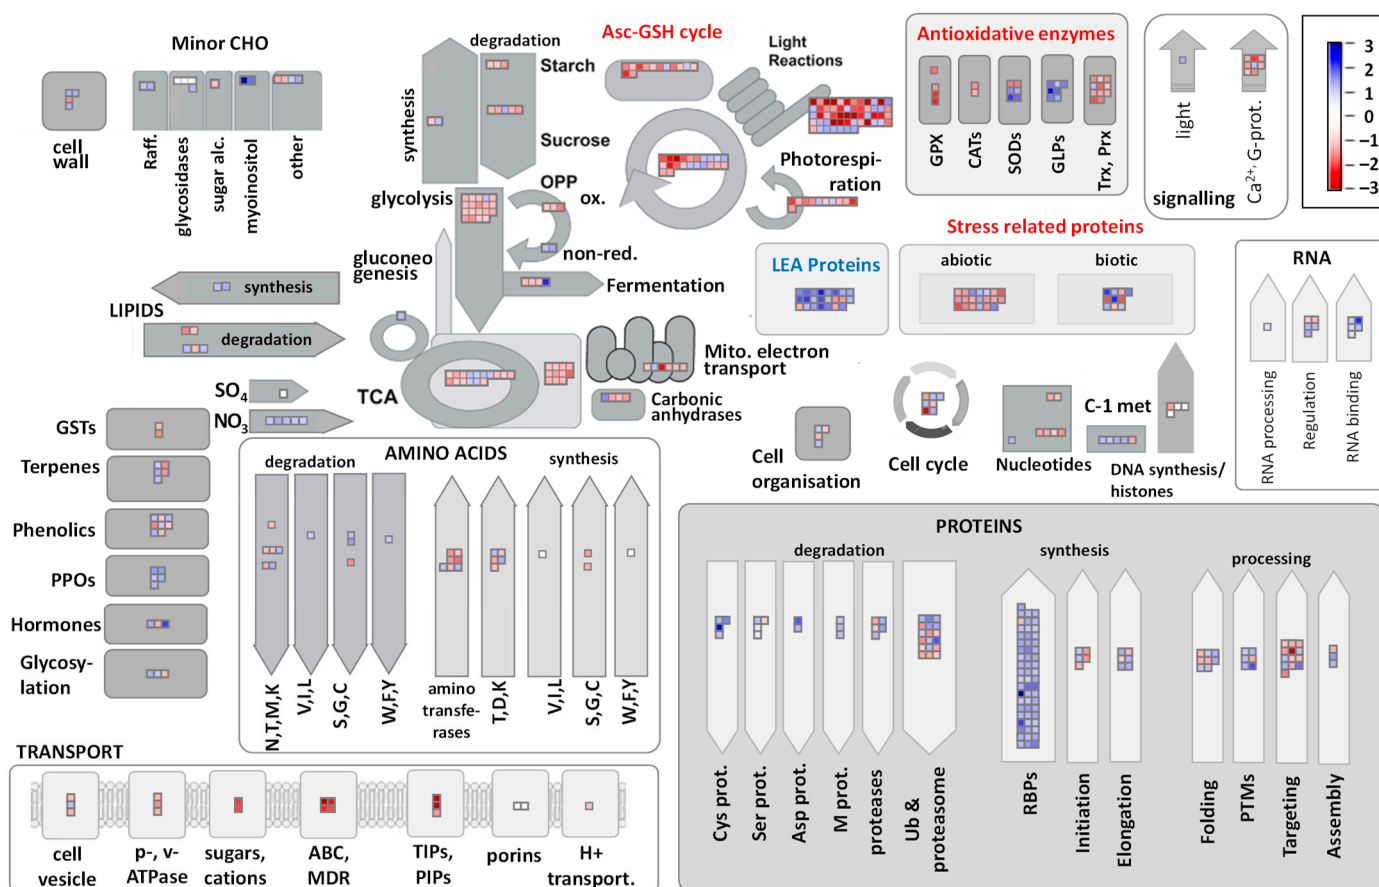 Minor CHO
cell
wall
Raff.
glycosidases
sugar alc.
myoinositol
other
degradation
synthesis
Starch
Sucrose
Asc-GSH cycle
Light
Reactions
Photorespi-
ration
Antioxidative enzymes
GPX
CATs
SODs
GLPs
Trx, Prx
light
Ca2+, G-prot.
signalling
3
2
1
0
−1
−2
−3
glycolysis
OPP
ox.
non-red.
gluconeo
genesis
Fermentation
LIPIDS
synthesis
degradation
Stress related proteins
LEA Proteins
abiotic
biotic
RNA
RNA processing
Regulation
RNA binding
TCA
Mito. electron
transport
Carbonic
anhydrases
SO4
NO3
Cell
organisation
Cell cycle
Nucleotides
C-1 met
DNA synthesis/
histones
GSTs
Terpenes
Phenolics
PPOs
Hormones
Glycosy-
lation
AMINO ACIDS
degradation
synthesis
N,T,M,K
V,I,L
S,G,C
W,F,Y
amino
transfe-
rases
T,D,K
V,I,L
S,G,C
W,F,Y
PROTEINS
degradation
synthesis
processing
Cys prot.
Ser prot.
Asp prot.
M prot.
proteases
Ub &
proteasome
RBPs
Initiation
Elongation
Folding
PTMs
Targeting
Assembly
TRANSPORT
cell
vesicle
p-, v-
ATPase
sugars,
cations
ABC,
MDR
TIPs,
PIPs
porins
H+
transport.